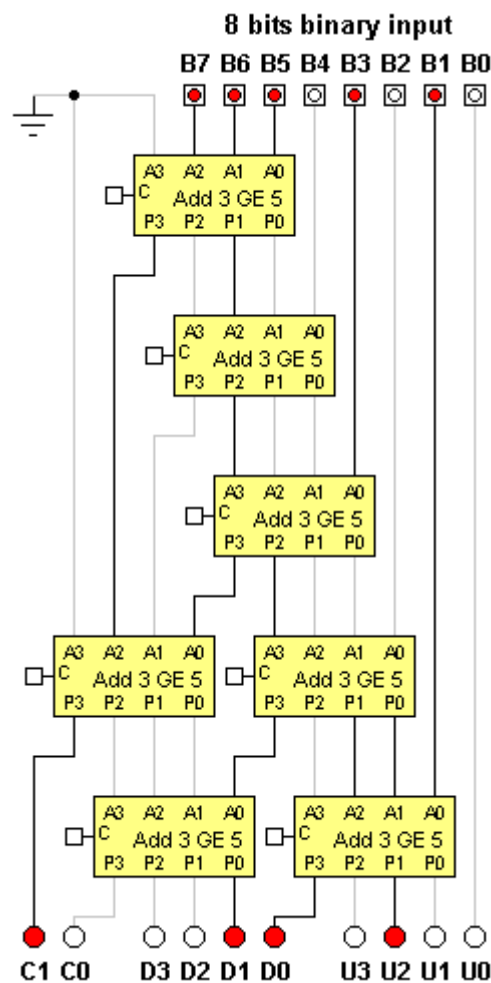 8 bits binary input
B7 B6 B5 B4 B3 B2 B1 B0
A3 A2 A1 A0
C Add 3 GE 5
P3 P2 P1 P0
A3 A2 A1 A0
C Add 3 GE 5
P3 P2 P1 P0
A3 A2 A1 A0
C Add 3 GE 5
P3 P2 P1 P0
A3 A2 A1 A0 A3 A2 A1 A0
C Add 3 GE 5 C Add 3 GE 5
P3 P2 P1 P0 P3 P2 P1 P0
A3 A2 A1 A0 A3 A2 A1 A0
C Add 3 GE 5 C Add 3 GE 5
P3 P2 P1 P0 P3 P2 P1 P0
C1 C0 D3 D2 D1 D0 U3 U2 U1 U0